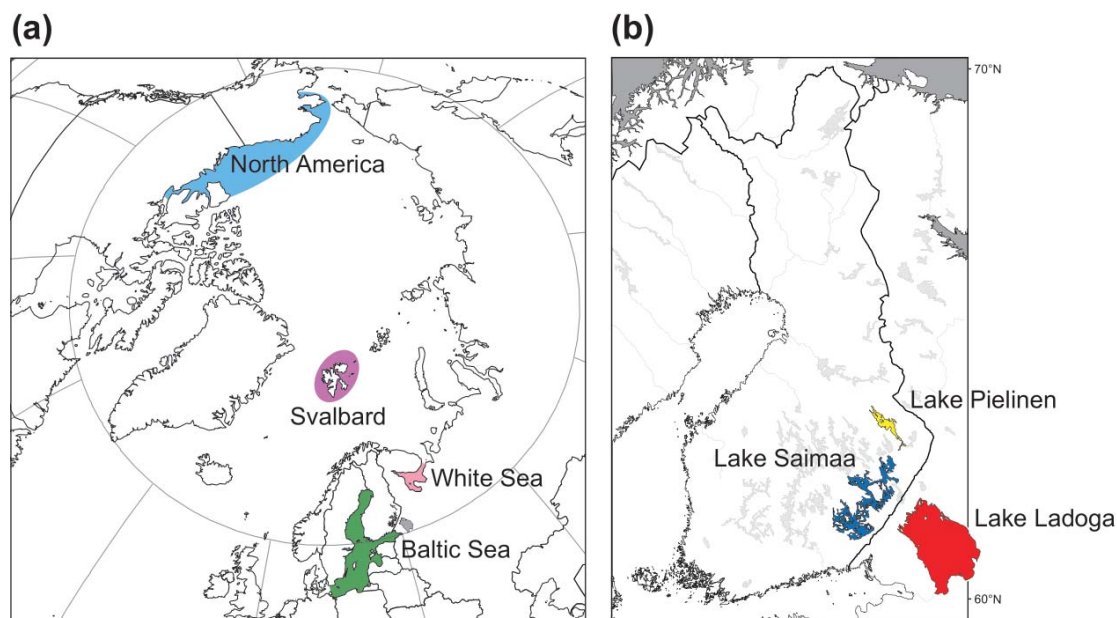 (a)
North America
Svalbard
White Sea
Baltic Sea
(b)
70°N
Lake Pielinen
Lake Saimaa
Lake Ladoga
60°N